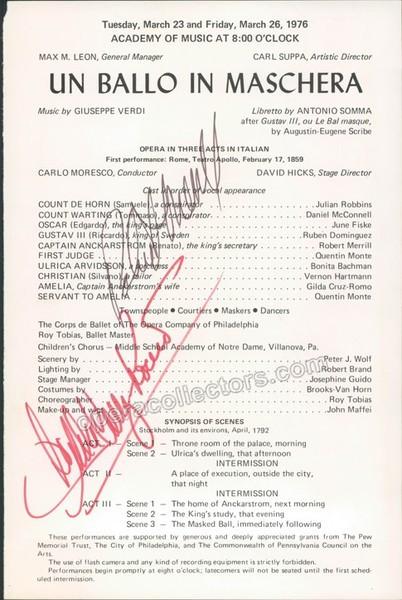 Tuesday, March 23 and Friday, March 26, 1976
ACADEMY OF MUSIC AT 8:00 O'CLOCK
MAX M. LEON, General Manager CARL SUPPA, Artistic Director
UN BALLO IN MASCHERA
Music by GIUSEPPE VERDI Libretto by ANTONIO SOMMA
after Gustav III, ou Le Bal masque,
by Augustin-Eugene Scribe
OPERA IN THREE ACTS IN ITALIAN
First performance: Rome, Teatro Apollo, February 17, 1859
CARLO MORESCO, Conductor DAVID HICKS, Stage Director
Cast in order of vocal appearance
COUNT DE HORN (Samuele), a conspirator Julian Robbins
COUNT WARTING (Tommaso), a conspirator Daniel McConnell
OSCAR (Edgardo), the king's page June Fiske
GUSTAV III (Riccardo), king of Sweden Ruben Dominguez
CAPTAIN ANCKARSTROM (Renato), the king's secretary Robert Merrill
FIRST JUDGE Quentin Monte
ULRICA ARVIDSSON, a sorceress Bonita Bachman
CHRISTIAN (Silvano), a sailor Vernon Hartmann
AMELIA, Captain Anckarstrom's wife Gilda Cruz-Romo
SERVANT TO AMELIA Quentin Monte
Townspeople • Courtiers • Maskers • Dancers
The Corps de Ballet of The Opera Company of Philadelphia
Roy Tobias, Ballet Master
Children's Chorus – Middle School Academy of Notre Dame, Villanova, Pa.
Scenery by Peter J. Wolf
Lighting by Robert Brand
Stage Manager Josephine Guido
Costumes by Brooks-Van Horn
Choreographer Roy Tobias
Make-up and wigs John Maffei
SYNOPSIS OF SCENES
Stockholm and its environs, April, 1792
ACT I – Scene 1 – Throne room of the palace, morning
Scene 2 – Ulrica's dwelling, that afternoon
INTERMISSION
ACT II – A place of execution, outside the city,
that night
INTERMISSION
ACT III – Scene 1 – The home of Anckarstrom, next morning
Scene 2 – The King's study, that evening
Scene 3 – The Masked Ball, immediately following
These performances are supported by generous and deeply appreciated grants from The Pew
Memorial Trust, The City of Philadelphia, and The Commonwealth of Pennsylvania Council on the
Arts.
The use of flash camera and any kind of recording equipment is strictly forbidden.
Performances begin promptly at eight o'clock; latecomers will not be seated until the first sched-
uled intermission.